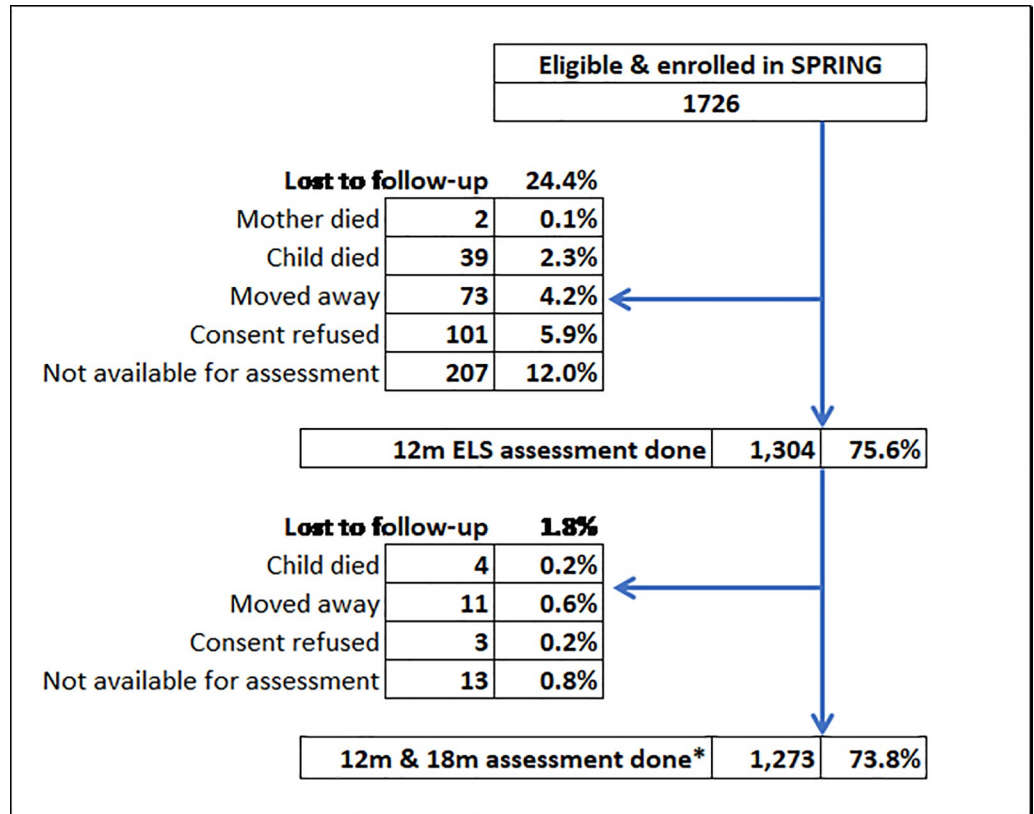 Eligible & enrolled in SPRING
1726
Lost to follow-up 24.4%
Mother died 2 0.1%
Child died 39 2.3%
Moved away 73 4.2%
Consent refused 101 5.9%
Not available for assessment 207 12.0%
12m ELS assessment done 1,304 75.6%
Lost to follow-up 1.8%
Child died 4 0.2%
Moved away 11 0.6%
Consent refused 3 0.2%
Not available for assessment 13 0.8%
12m & 18m assessment done* 1,273 73.8%